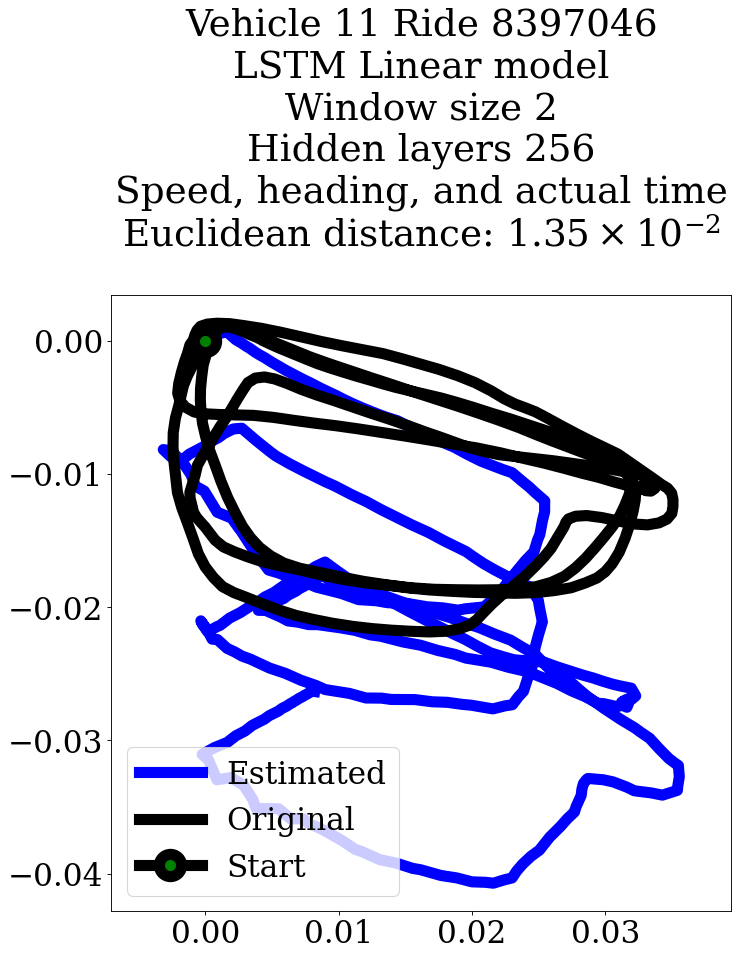 Vehicle 11 Ride 8397046
LSTM Linear model
Window size 2
Hidden layers 256
Speed, heading, and actual time
Euclidean distance: 1.35 × 10⁻²
0.00
−0.01
−0.02
−0.03
−0.04
Estimated
Original
Start
0.00 0.01 0.02 0.03